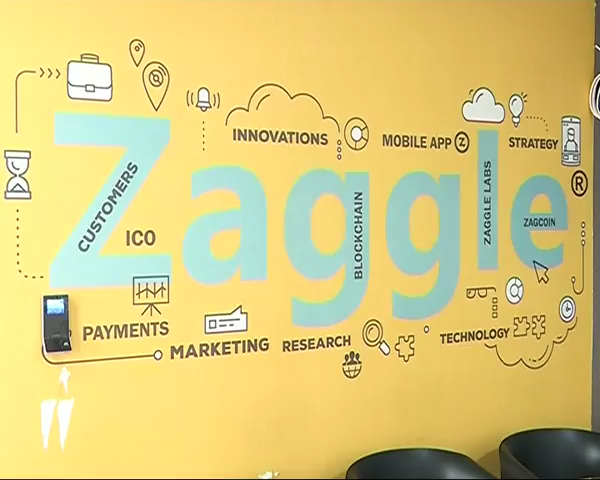 INNOVATIONS
MOBILE APP Z
STRATEGY
Zaggle ®
CUSTOMERS
ICO
BLOCKCHAIN
ZAGGLE LABS
ZAGCOIN
PAYMENTS
MARKETING
RESEARCH
TECHNOLOGY